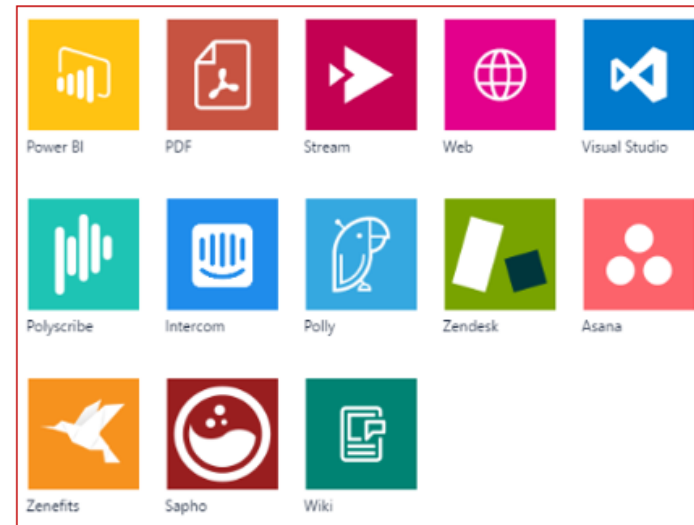 Power BI PDF Stream Web Visual Studio
Polyscribe Intercom Polly Zendesk Asana
Zenefits Sapho Wiki